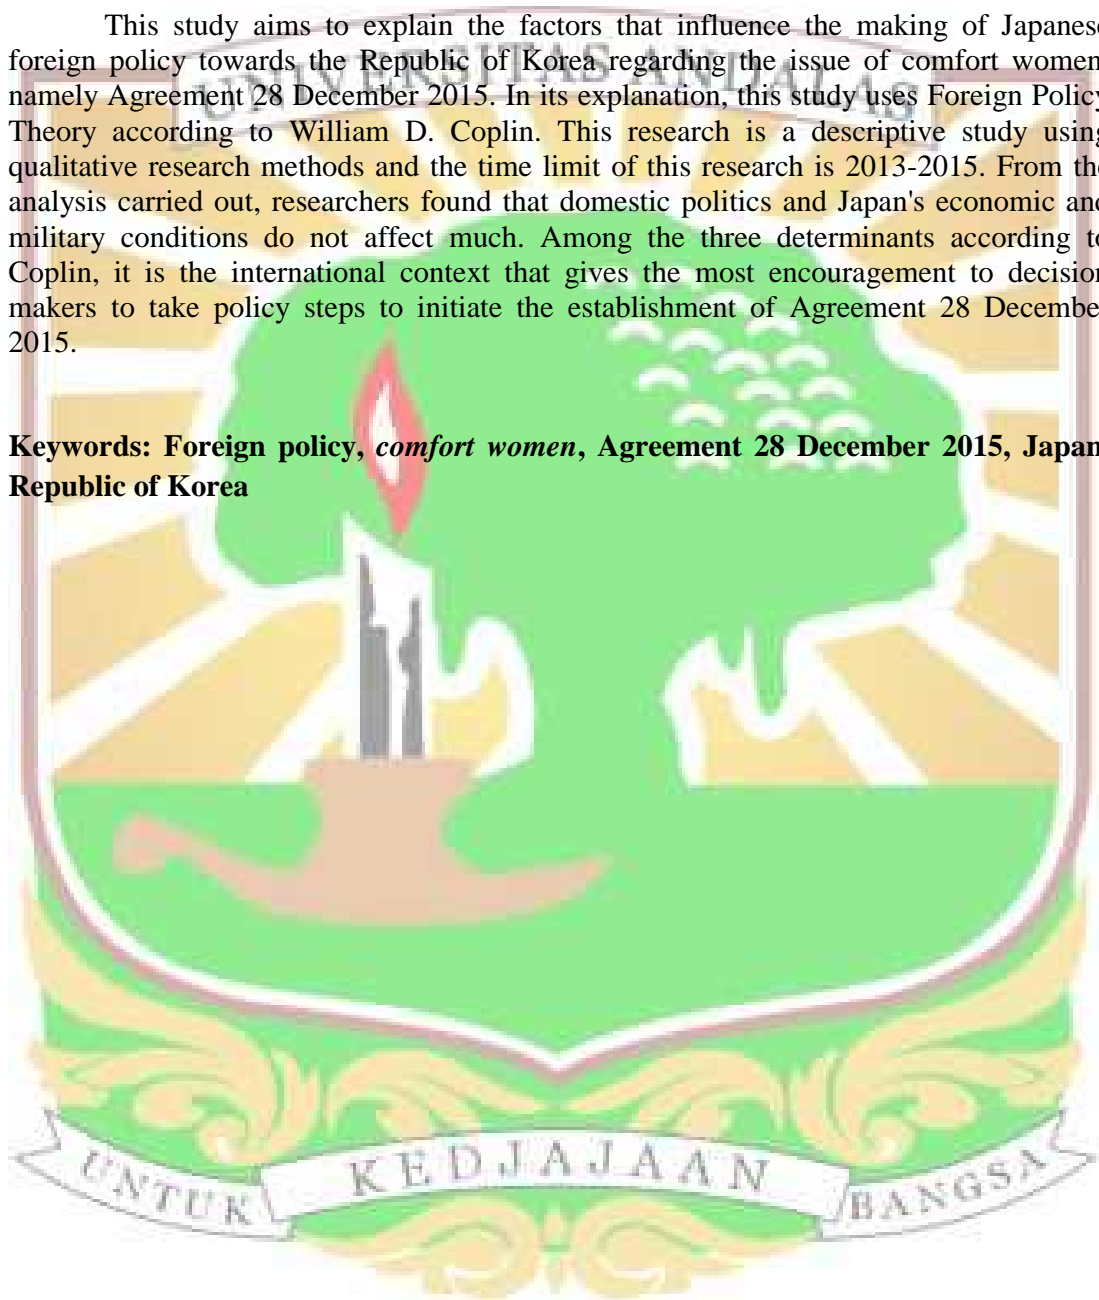 This study aims to explain the factors that influence the making of Japanese
foreign policy towards the Republic of Korea regarding the issue of comfort women
UNIVERSITAS ANDALAS
namely Agreement 28 December 2015. In its explanation, this study uses Foreign Policy
Theory according to William D. Coplin. This research is a descriptive study using
qualitative research methods and the time limit of this research is 2013-2015. From the
analysis carried out, researchers found that domestic politics and Japan's economic and
military conditions do not affect much. Among the three determinants according to
Coplin, it is the international context that gives the most encouragement to decision
makers to take policy steps to initiate the establishment of Agreement 28 December
2015.
Keywords: Foreign policy, comfort women, Agreement 28 December 2015, Japan
Republic of Korea
UNTUK KEDJAJAAN BANGSA